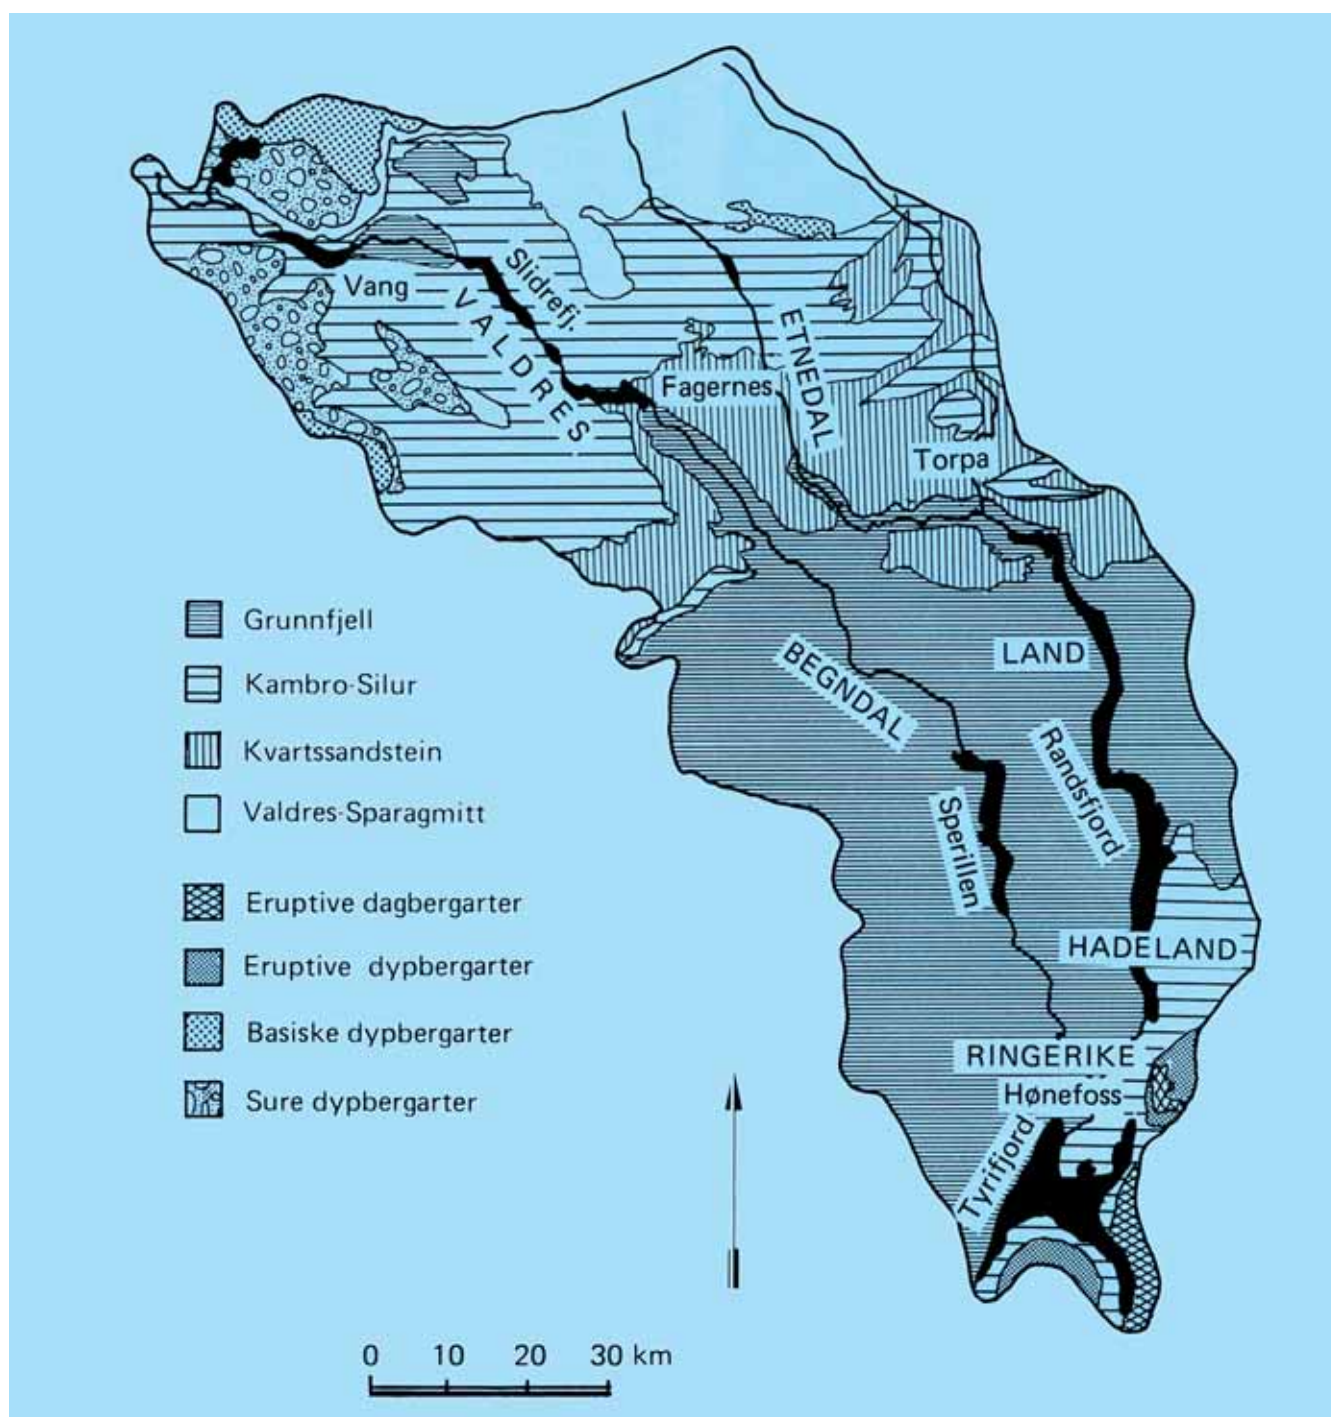 Vang
VALDRES
Slidrefj.
ETNEDAL
Fagernes
Torpa
LAND
BEGNDAL
Randsfjord
Sperillen
HADELAND
RINGERIKE
Hønefoss
Tyrifjord
Grunnfjell
Kambro-Silur
Kvartssandstein
Valdres-Sparagmitt
Eruptive dagbergarter
Eruptive dypbergarter
Basiske dypbergarter
Sure dypbergarter
0 10 20 30 km